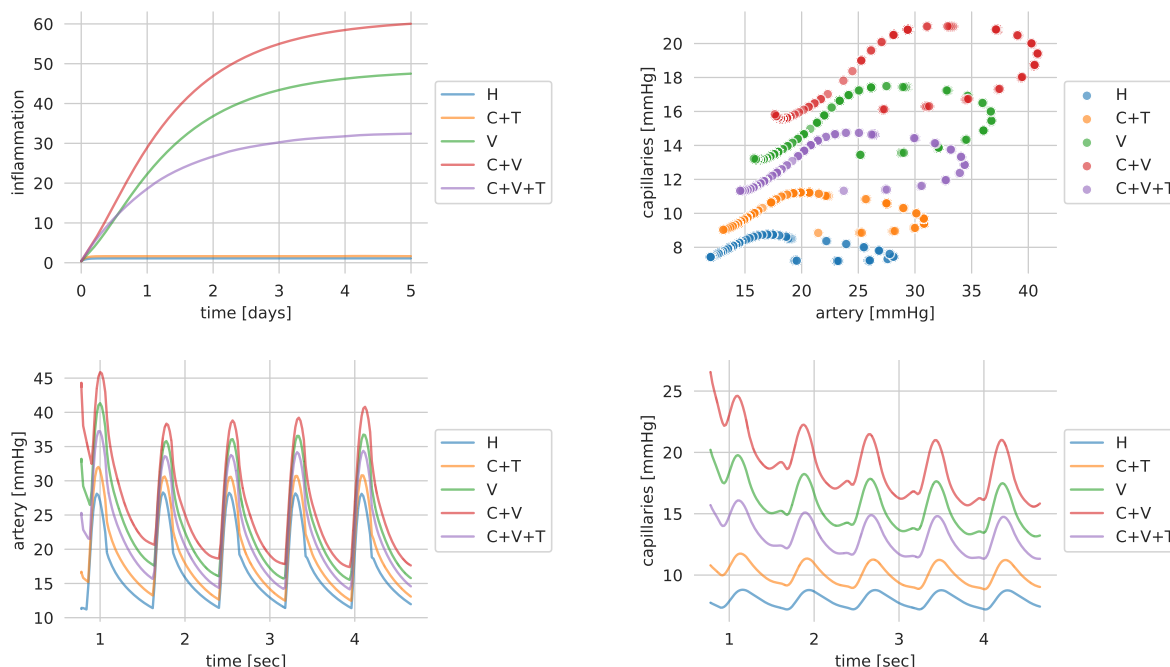 60
50
40
30
20
10
0
inflammation
0 1 2 3 4 5
time [days]
H
C+T
V
C+V
C+V+T
20
18
16
14
12
10
8
capillaries [mmHg]
15 20 25 30 35 40
artery [mmHg]
H
C+T
V
C+V
C+V+T
45
40
35
30
25
20
15
10
artery [mmHg]
1 2 3 4
time [sec]
H
C+T
V
C+V
C+V+T
25
20
15
10
capillaries [mmHg]
1 2 3 4
time [sec]
H
C+T
V
C+V
C+V+T